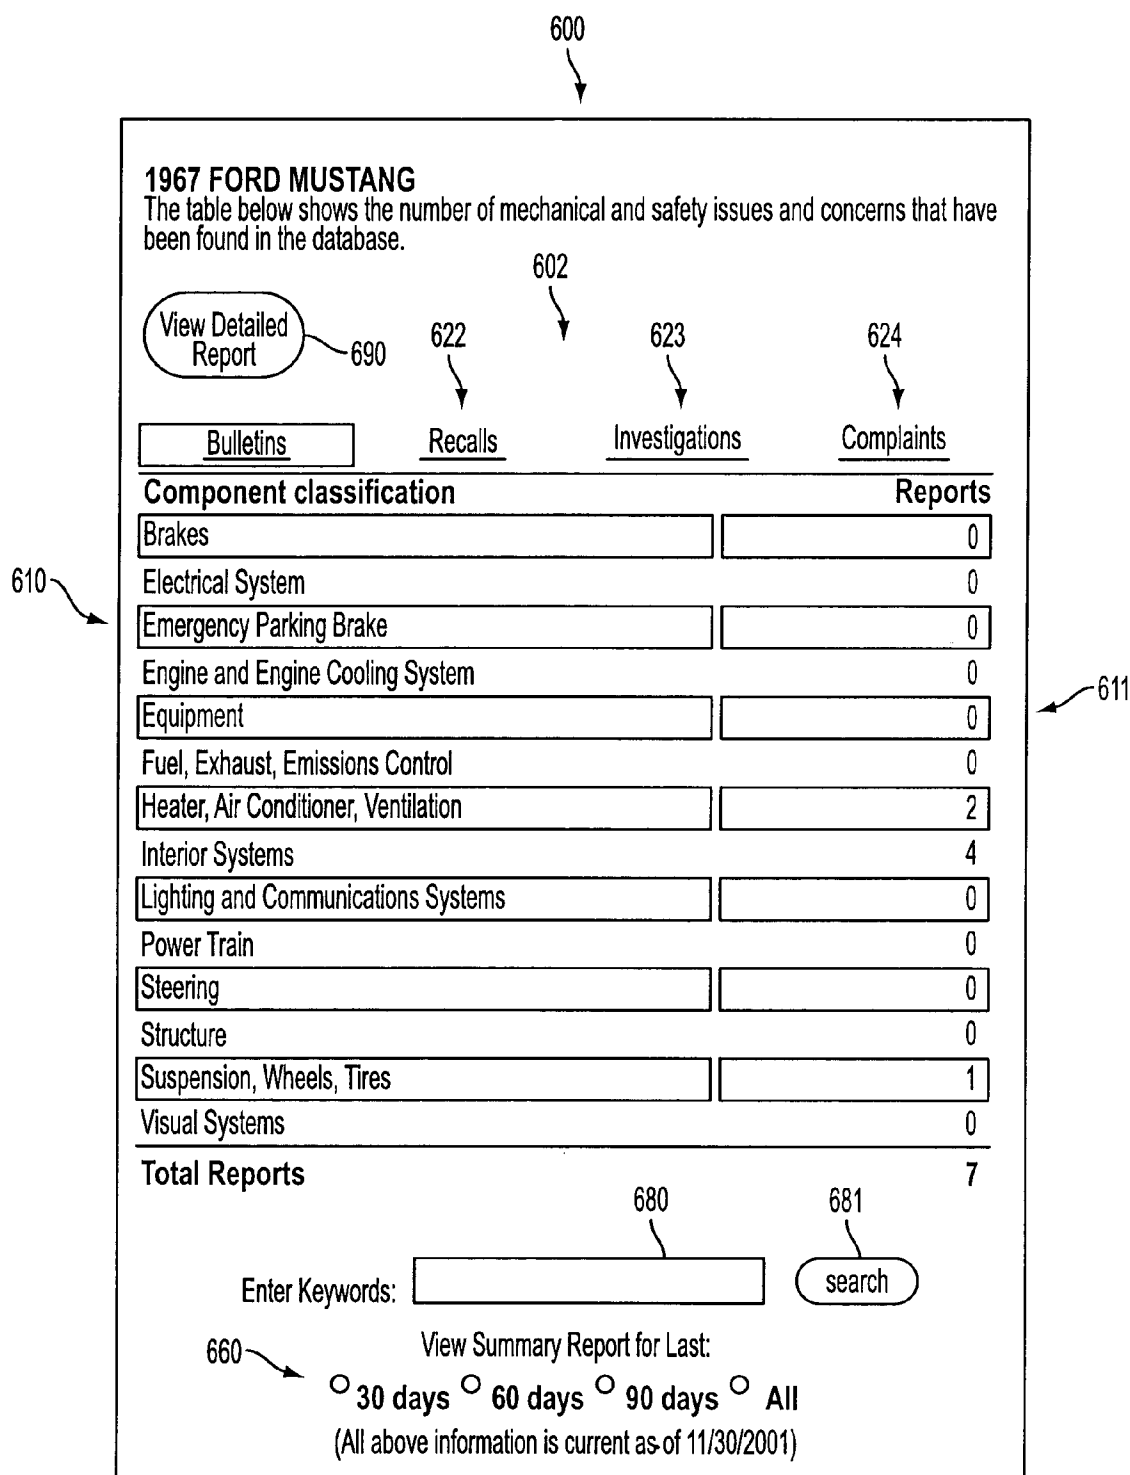 600
1967 FORD MUSTANG
The table below shows the number of mechanical and safety issues and concerns that have
been found in the database.
602
View Detailed
Report
690
622
623
624
Bulletins Recalls Investigations Complaints
Component classification Reports
Brakes 0
Electrical System 0
610
Emergency Parking Brake 0
Engine and Engine Cooling System 0
611
Equipment 0
Fuel, Exhaust, Emissions Control 0
Heater, Air Conditioner, Ventilation 2
Interior Systems 4
Lighting and Communications Systems 0
Power Train 0
Steering 0
Structure 0
Suspension, Wheels, Tires 1
Visual Systems 0
Total Reports 7
680
681
Enter Keywords: search
View Summary Report for Last:
660
30 days 60 days 90 days All
(All above information is current as of 11/30/2001)